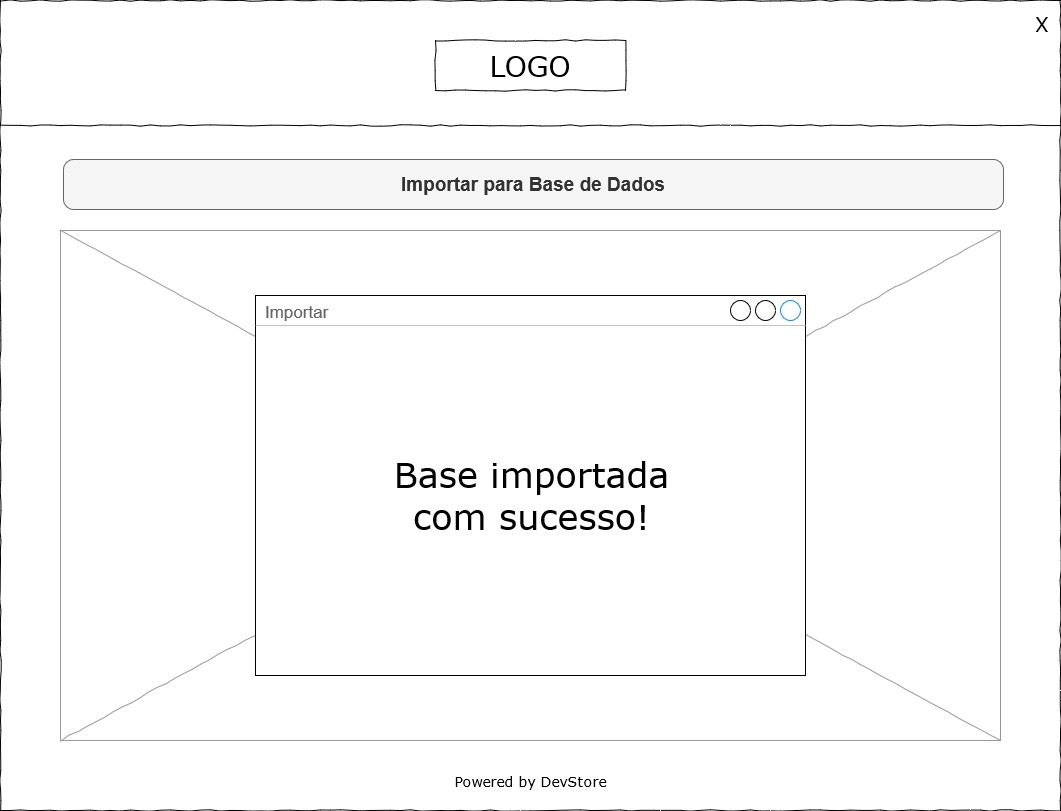 X
LOGO
Importar para Base de Dados
Importar
Base importada
com sucesso!
Powered by DevStore